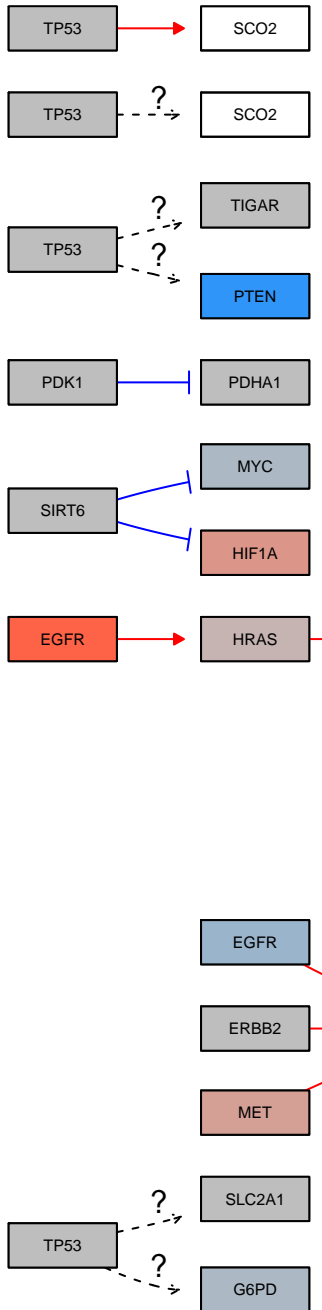 TP53 SCO2
TP53 ? SCO2
? TIGAR
TP53
? PTEN
PDK1 PDHA1
MYC
SIRT6
HIF1A
EGFR HRAS
EGFR
ERBB2
MET
? SLC2A1
TP53
? G6PD